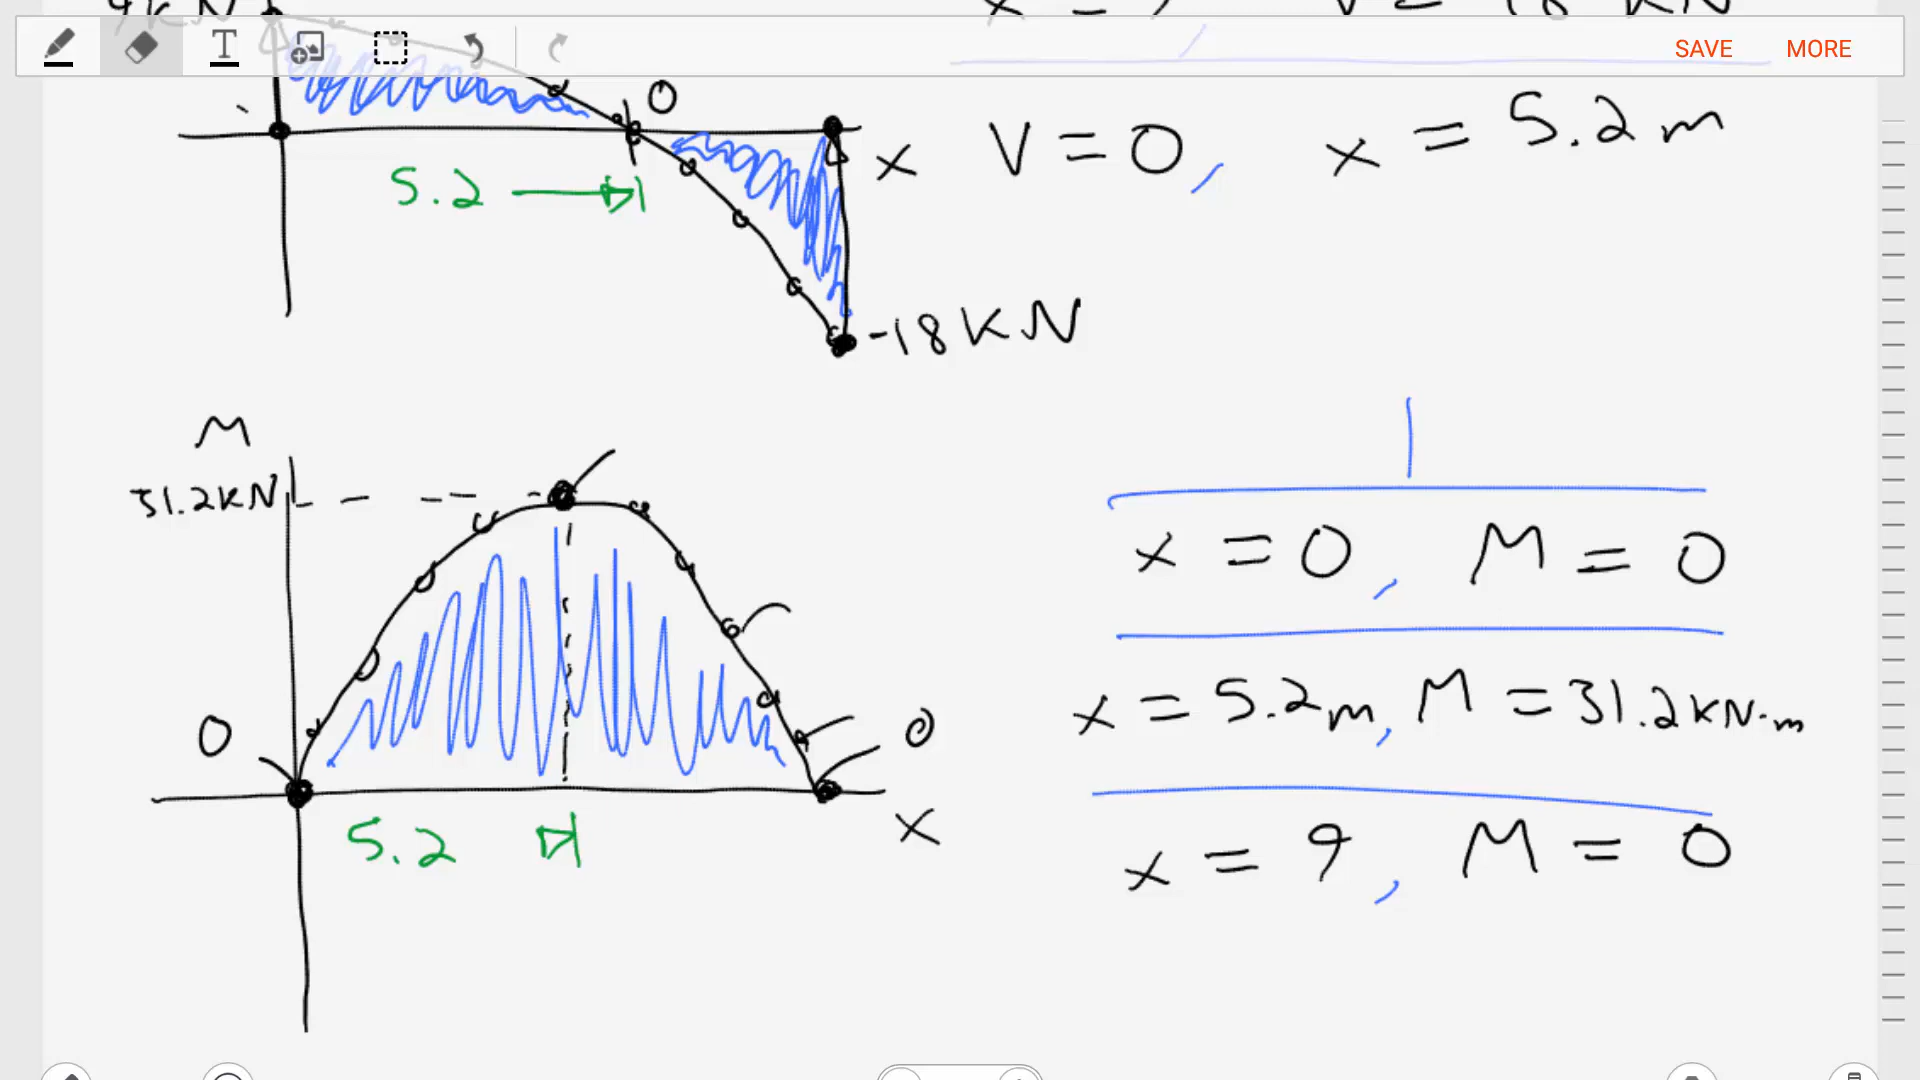 SAVE MORE
0
V = 0, x = 5.2 m
5.2
x
-18 KN
M
31.2KN
x = 0, M = 0
x = 5.2m, M = 31.2KN.m
0
0
5.2
x
x = 9, M = 0